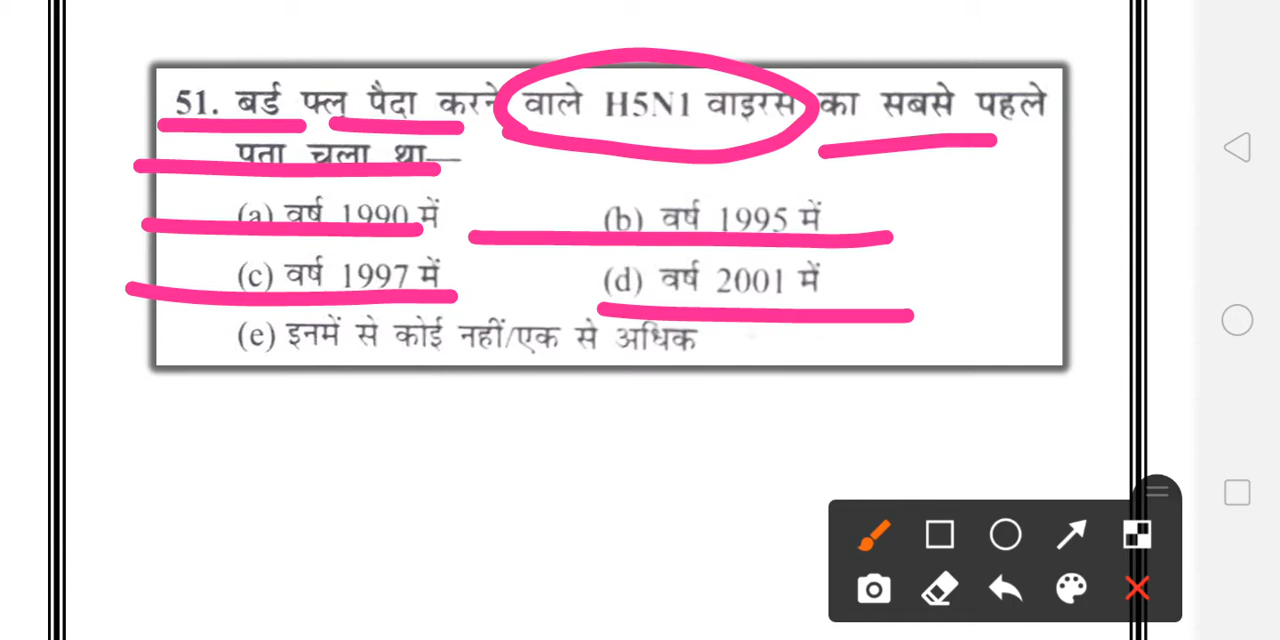 51. बर्ड फ्लू पैदा करने वाले H5N1 वाइरस का सबसे पहले
पता चला था—
(a) वर्ष 1990 में (b) वर्ष 1995 में
(c) वर्ष 1997 में (d) वर्ष 2001 में
(e) इनमें से कोई नहीं/एक से अधिक